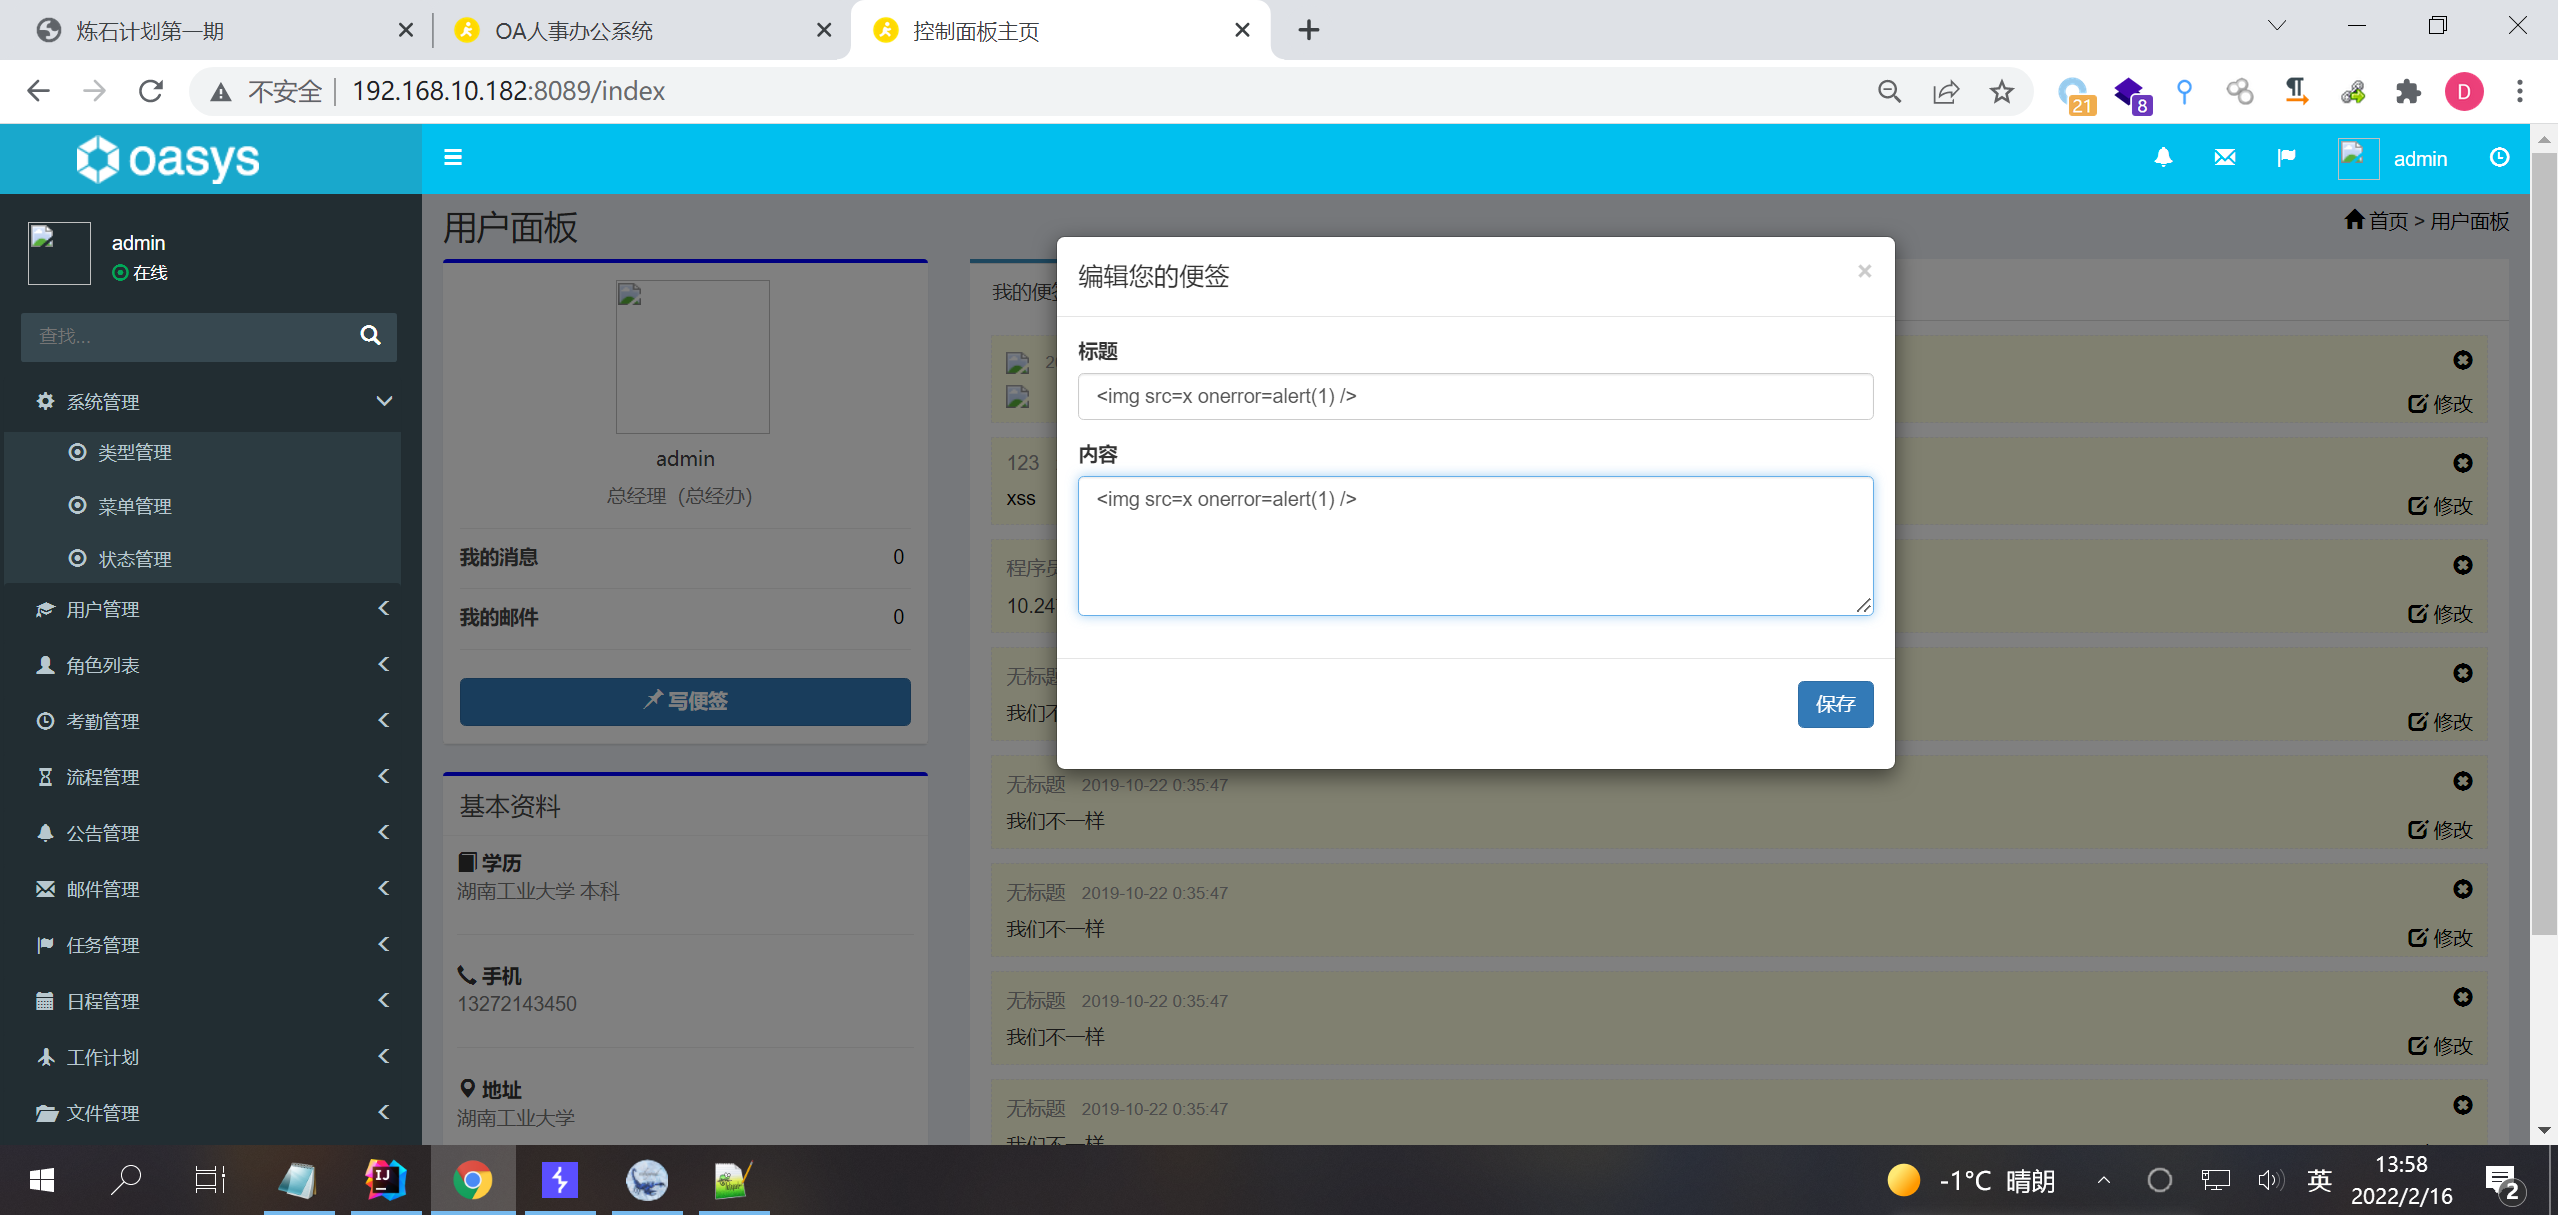 炼石计划第一期
OA人事办公系统
控制面板主页
不安全
192.168.10.182:8089/index
21
8
D
oasys
admin
admin
在线
查找...
系统管理
类型管理
菜单管理
状态管理
用户管理
角色列表
考勤管理
流程管理
公告管理
邮件管理
任务管理
日程管理
工作计划
文件管理
用户面板
首页 > 用户面板
admin
总经理（总经办）
我的消息 0
我的邮件 0
写便签
基本资料
学历
湖南工业大学 本科
手机
13272143450
地址
湖南工业大学
编辑您的便签
×
标题
<img src=x onerror=alert(1) />
内容
<img src=x onerror=alert(1) />
保存
我的便
修改
123
xss
修改
程序员
10.24
修改
无标题
我们不
修改
无标题 2019-10-22 0:35:47
我们不一样
修改
无标题 2019-10-22 0:35:47
我们不一样
修改
无标题 2019-10-22 0:35:47
我们不一样
修改
无标题 2019-10-22 0:35:47
我们不一样
-1°C 晴朗
英
13:58
2022/2/16
2